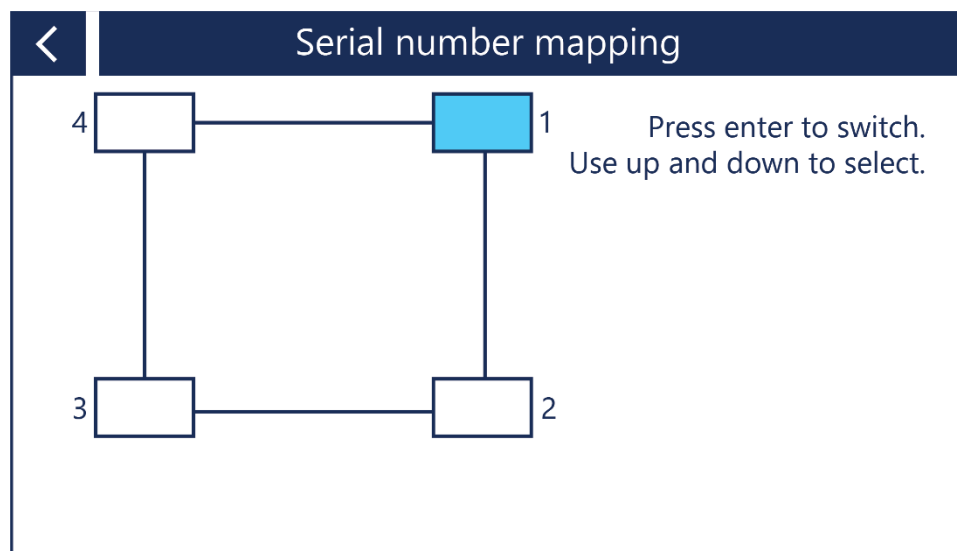 Serial number mapping
4
1
Press enter to switch.
Use up and down to select.
3
2